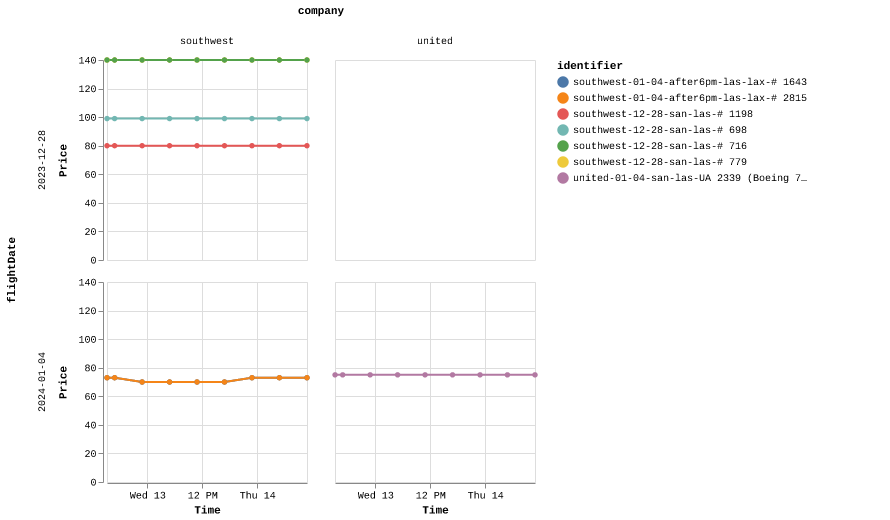 company
southwest
united
flightDate
2023-12-28
Price
140
120
100
80
60
40
20
0
2024-01-04
Price
140
120
100
80
60
40
20
0
Wed 13
12 PM
Thu 14
Time
Wed 13
12 PM
Thu 14
Time
identifier
southwest-01-04-after6pm-las-lax-# 1643
southwest-01-04-after6pm-las-lax-# 2815
southwest-12-28-san-las-# 1198
southwest-12-28-san-las-# 698
southwest-12-28-san-las-# 716
southwest-12-28-san-las-# 779
united-01-04-san-las-UA 2339 (Boeing 7…